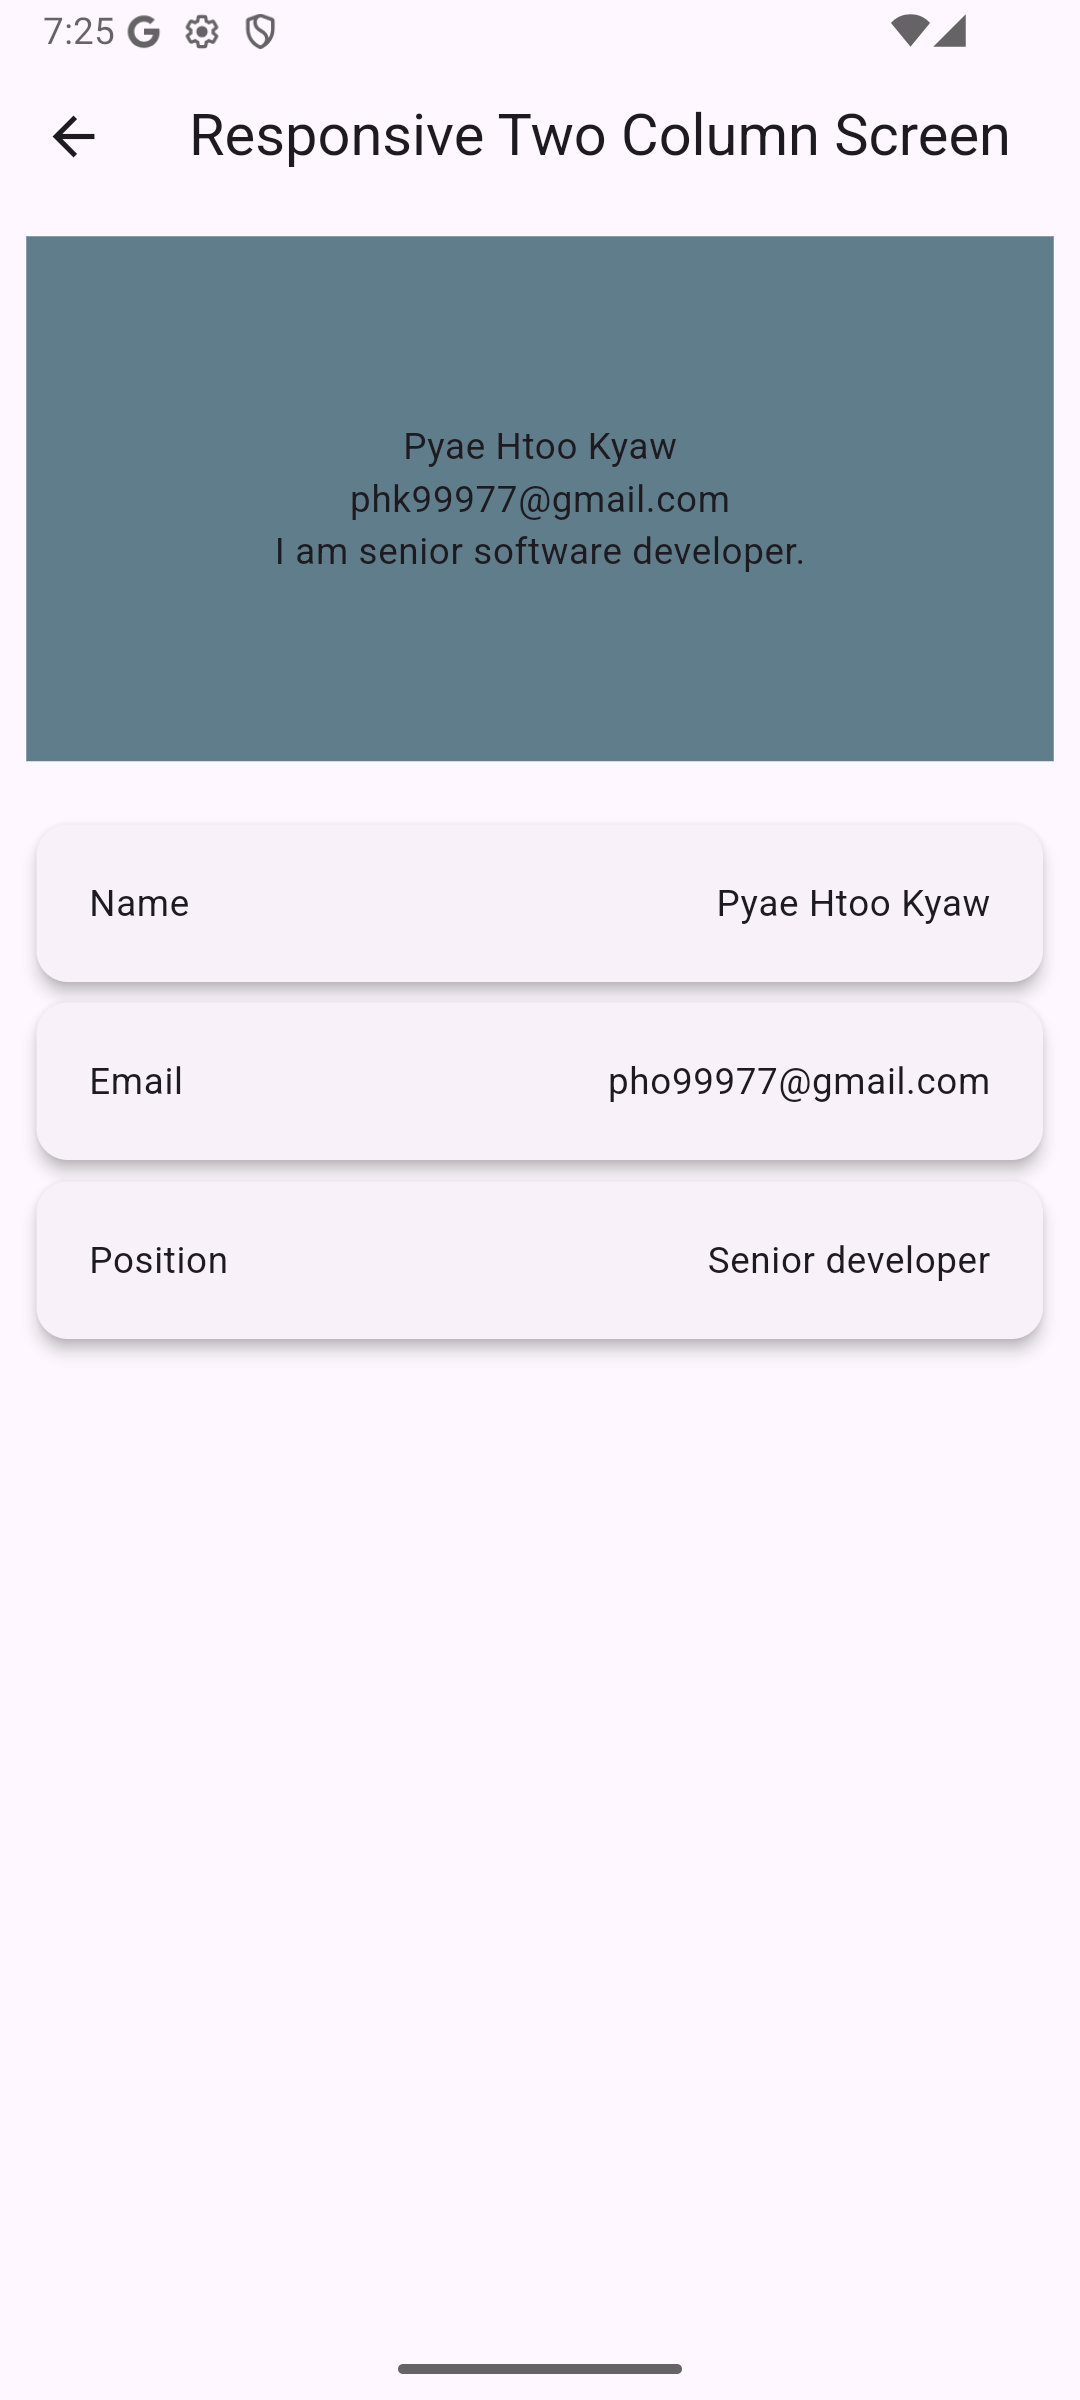 7:25
Responsive Two Column Screen
Pyae Htoo Kyaw
phk99977@gmail.com
I am senior software developer.
Name Pyae Htoo Kyaw
Email pho99977@gmail.com
Position Senior developer